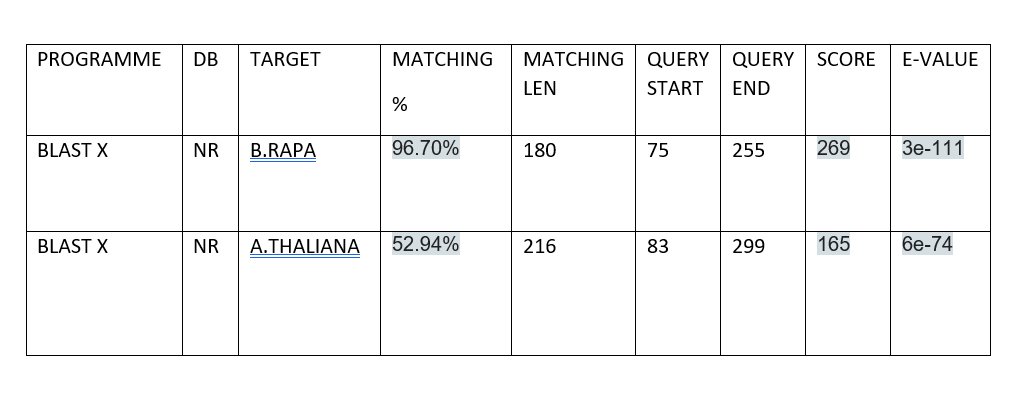 PROGRAMME DB TARGET MATCHING % MATCHING LEN QUERY START QUERY END SCORE E-VALUE
BLAST X NR B.RAPA 96.70% 180 75 255 269 3e-111
BLAST X NR A.THALIANA 52.94% 216 83 299 165 6e-74